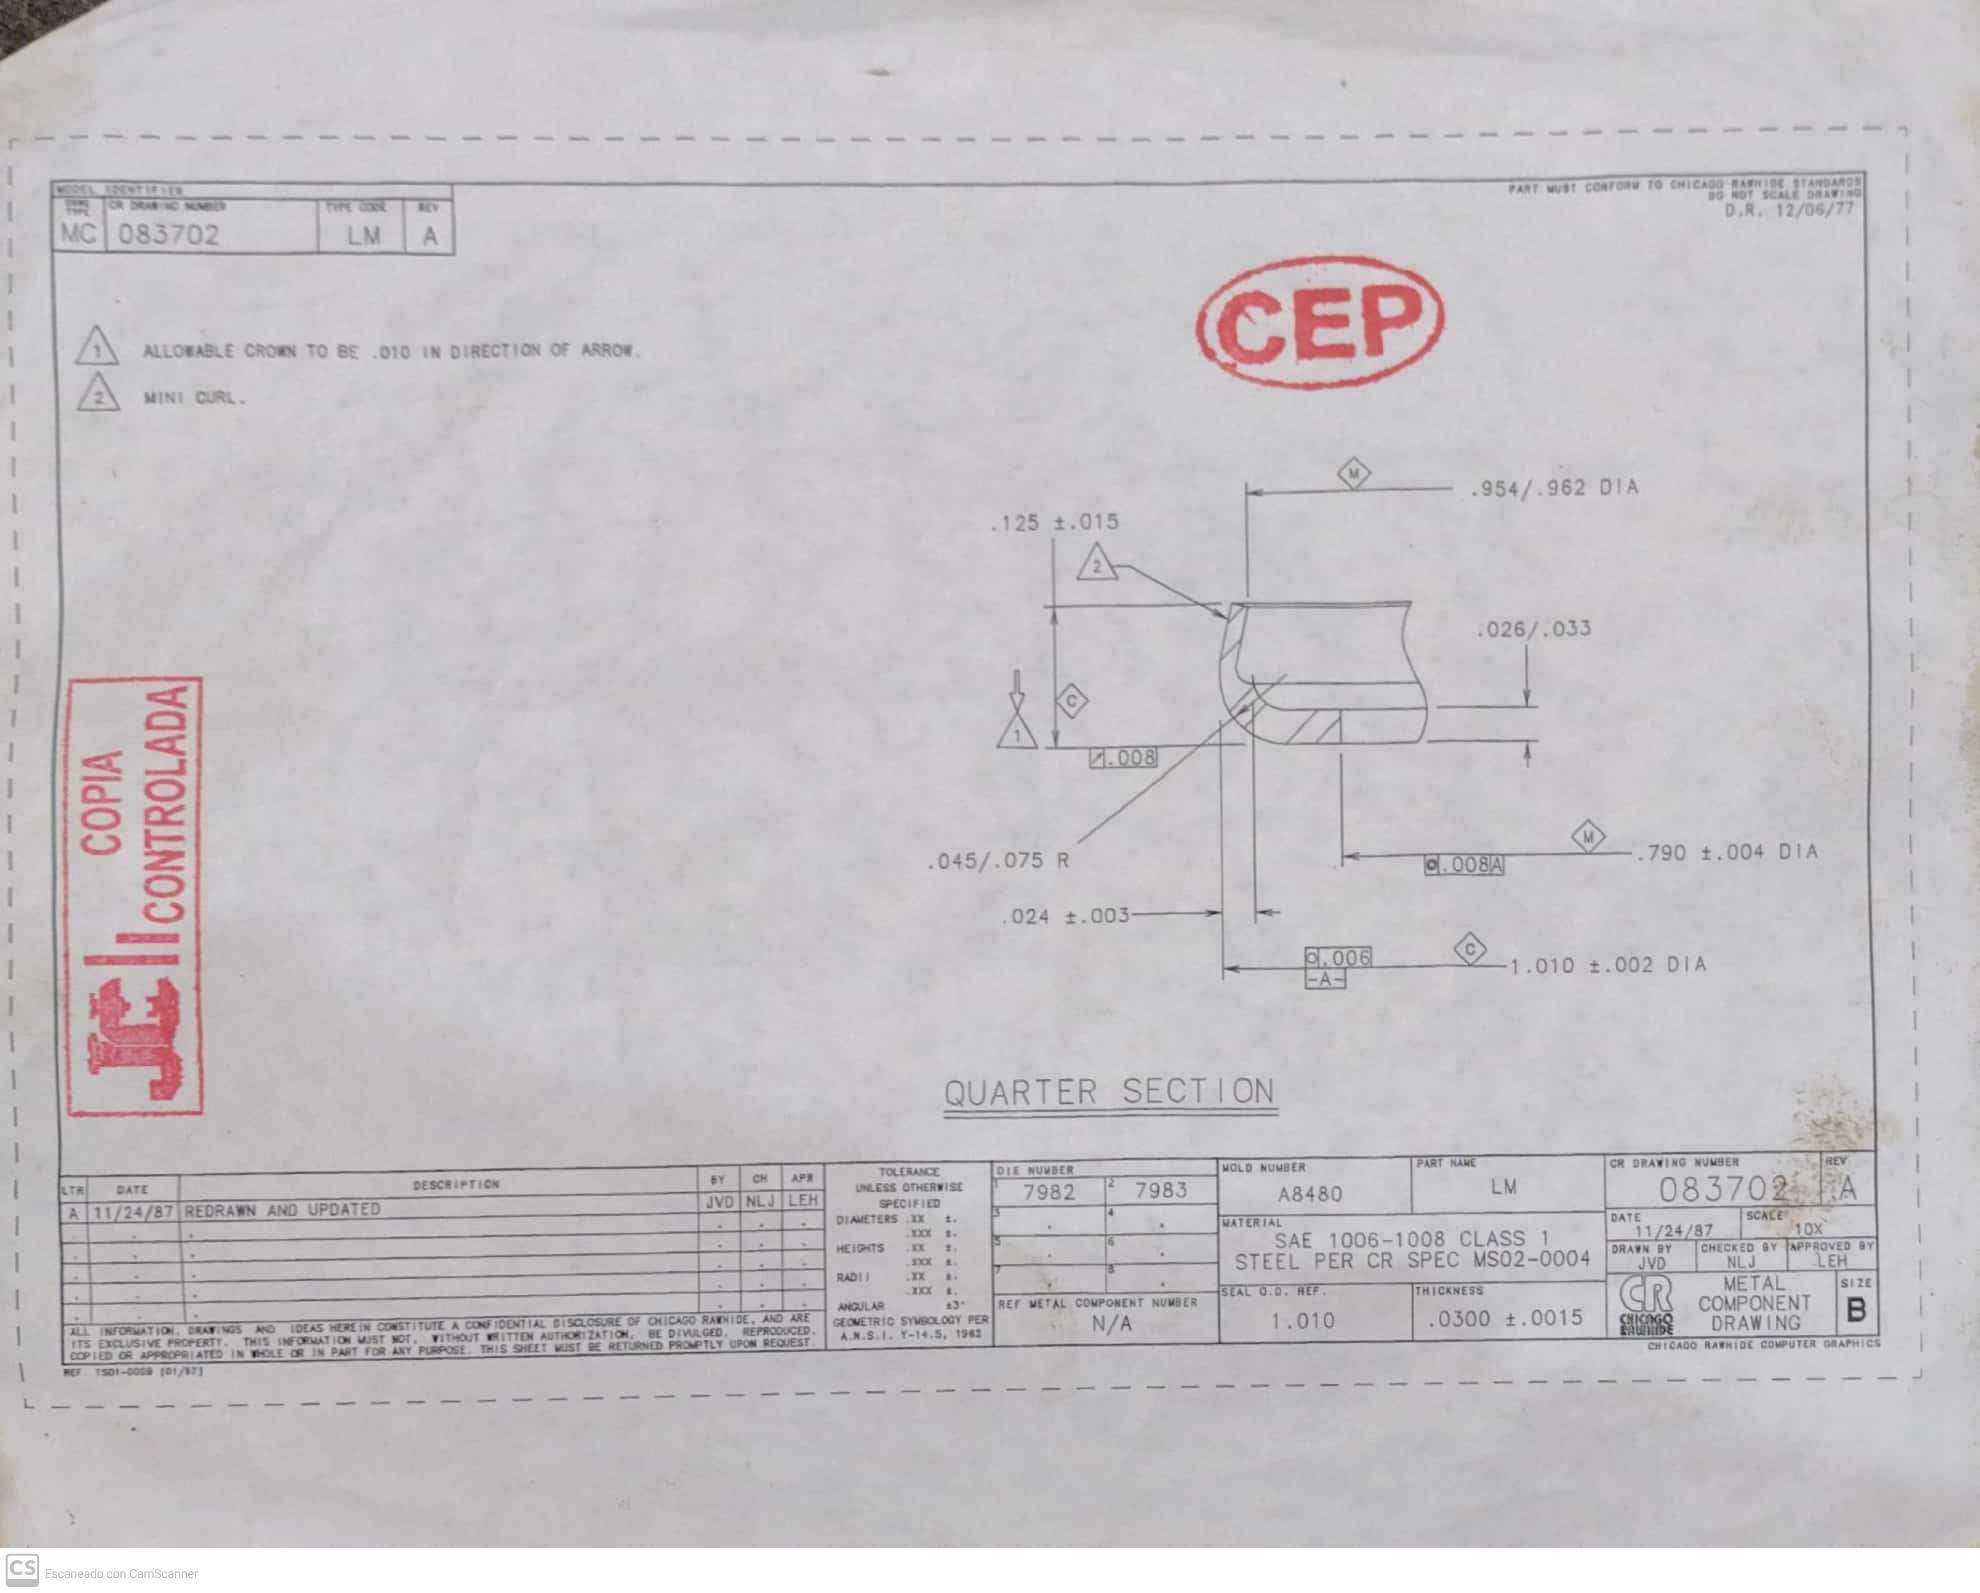 MODEL IDENTIFIER
DWNG TYPE
CR DRAWING NUMBER
TYPE CODE
REV
MC
083702
LM
A
PART MUST CONFORM TO CHICAGO RAWHIDE STANDARDS
DO NOT SCALE DRAWING
D.R. 12/06/77
CEP
1 ALLOWABLE CROWN TO BE .010 IN DIRECTION OF ARROW.
2 MINI CURL.
M
.954/.962 DIA
.125 ±.015
2
.026/.033
C
1
.008
M
.045/.075 R
.008 A
.790 ±.004 DIA
.024 ±.003
.006
-A-
C
1.010 ±.002 DIA
QUARTER SECTION
COPIA
CONTROLADA
LTR
DATE
DESCRIPTION
BY
CH
APR
A
11/24/87
REDRAWN AND UPDATED
JVD
NLJ
LEH
ALL INFORMATION, DRAWINGS AND IDEAS HEREIN CONSTITUTE A CONFIDENTIAL DISCLOSURE OF CHICAGO RAWHIDE, AND ARE
ITS EXCLUSIVE PROPERTY. THIS INFORMATION MUST NOT, WITHOUT WRITTEN AUTHORIZATION, BE DIVULGED, REPRODUCED,
COPIED OR APPROPRIATED IN WHOLE OR IN PART FOR ANY PURPOSE. THIS SHEET MUST BE RETURNED PROMPTLY UPON REQUEST.
REF TS01-0009 (01/87)
TOLERANCE
UNLESS OTHERWISE
SPECIFIED
DIAMETERS .XX ±.
.XXX ±.
HEIGHTS .XX ±.
.XXX ±.
RADII .XX ±.
.XXX ±.
ANGULAR ±3°
GEOMETRIC SYMBOLOGY PER
A.N.S.I. Y-14.5, 1982
DIE NUMBER
1 7982
2 7983
3
4
5
6
7
8
REF METAL COMPONENT NUMBER
N/A
MOLD NUMBER
A8480
PART NAME
LM
MATERIAL
SAE 1006-1008 CLASS 1
STEEL PER CR SPEC MS02-0004
SEAL O.D. REF.
1.010
THICKNESS
.0300 ±.0015
CR DRAWING NUMBER
083702
REV
A
DATE
11/24/87
SCALE
10X
DRAWN BY
JVD
CHECKED BY
NLJ
APPROVED BY
LEH
CR
CHICAGO
RAWHIDE
METAL
COMPONENT
DRAWING
SIZE
B
CHICAGO RAWHIDE COMPUTER GRAPHICS
CS Escaneado con CamScanner